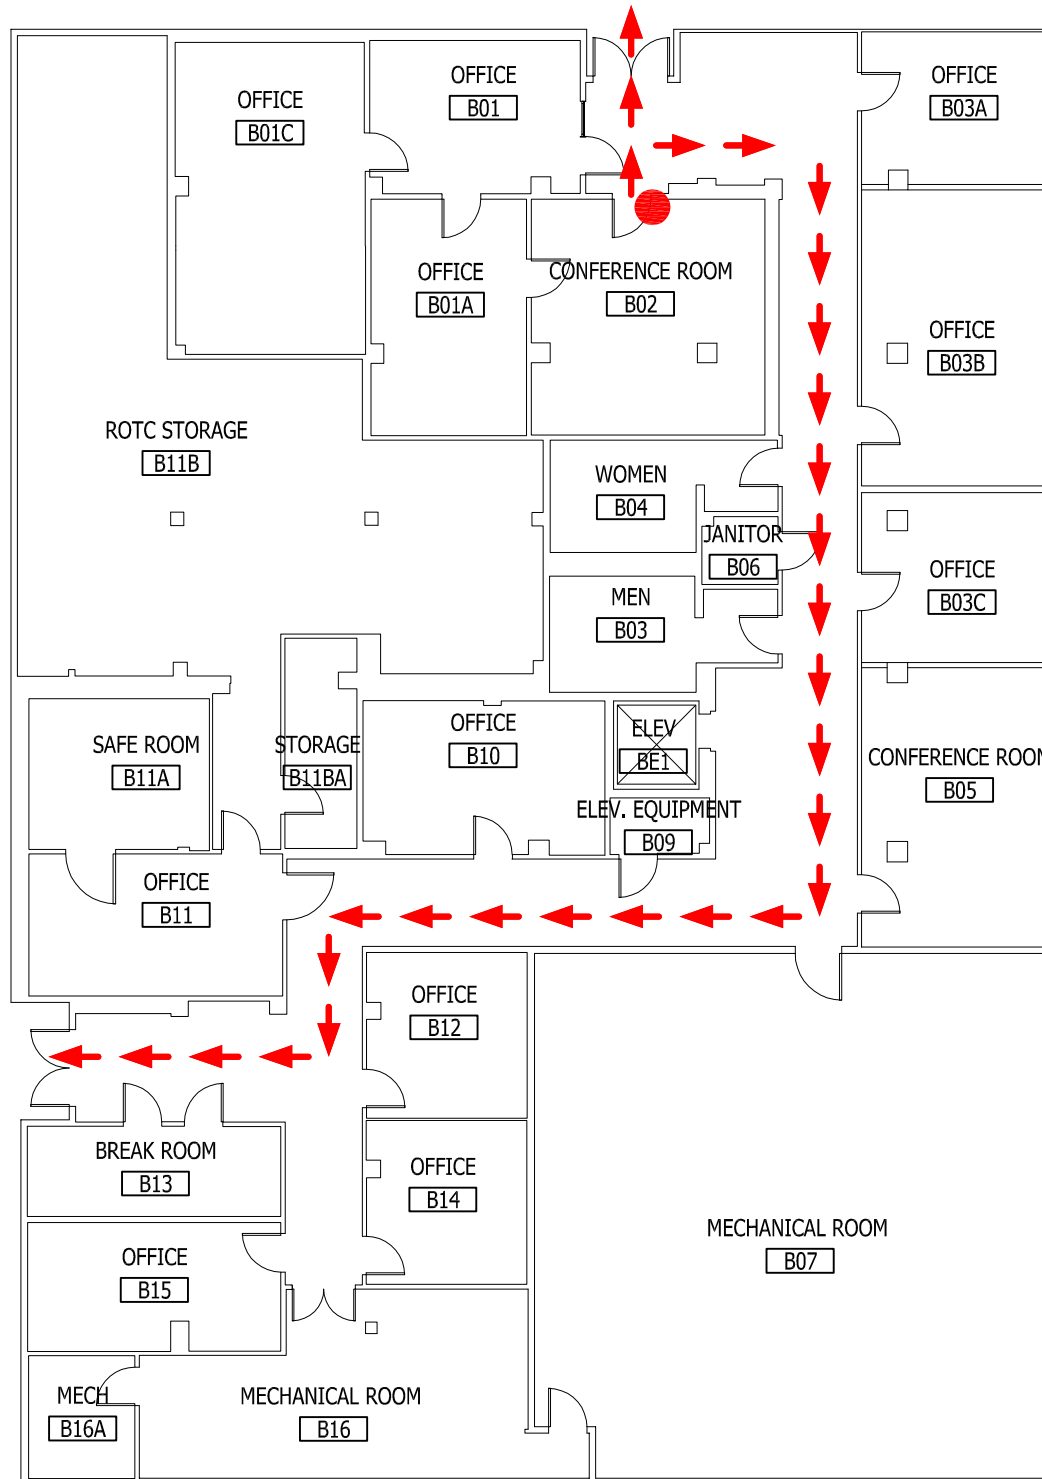 OFFICE
B01
OFFICE
B03A
OFFICE
B01C
OFFICE
B01A
CONFERENCE ROOM
B02
OFFICE
B03B
ROTC STORAGE
B11B
WOMEN
B04
JANITOR
B06
OFFICE
B03C
MEN
B03
OFFICE
B10
ELEV
BE1
SAFE ROOM
B11A
STORAGE
B11BA
CONFERENCE ROOM
B05
ELEV. EQUIPMENT
B09
OFFICE
B11
OFFICE
B12
BREAK ROOM
B13
OFFICE
B14
MECHANICAL ROOM
B07
OFFICE
B15
MECH
B16A
MECHANICAL ROOM
B16